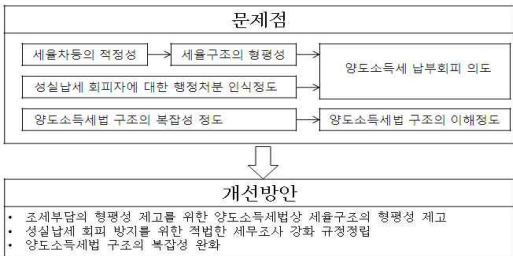 문제점
세율차등의 적정성
세율구조의 형평성
양도소득세 납부회피 의도
성실납세 회피자에 대한 행정처분 인식정도
양도소득세법 구조의 복잡성 정도
양도소득세법 구조의 이해정도
개선방안
• 조세부담의 형평성 제고를 위한 양도소득세법상 세율구조의 형평성 제고
• 성실납세 회피 방지를 위한 적법한 세무조사 강화 규정정립
• 양도소득세법 구조의 복잡성 완화